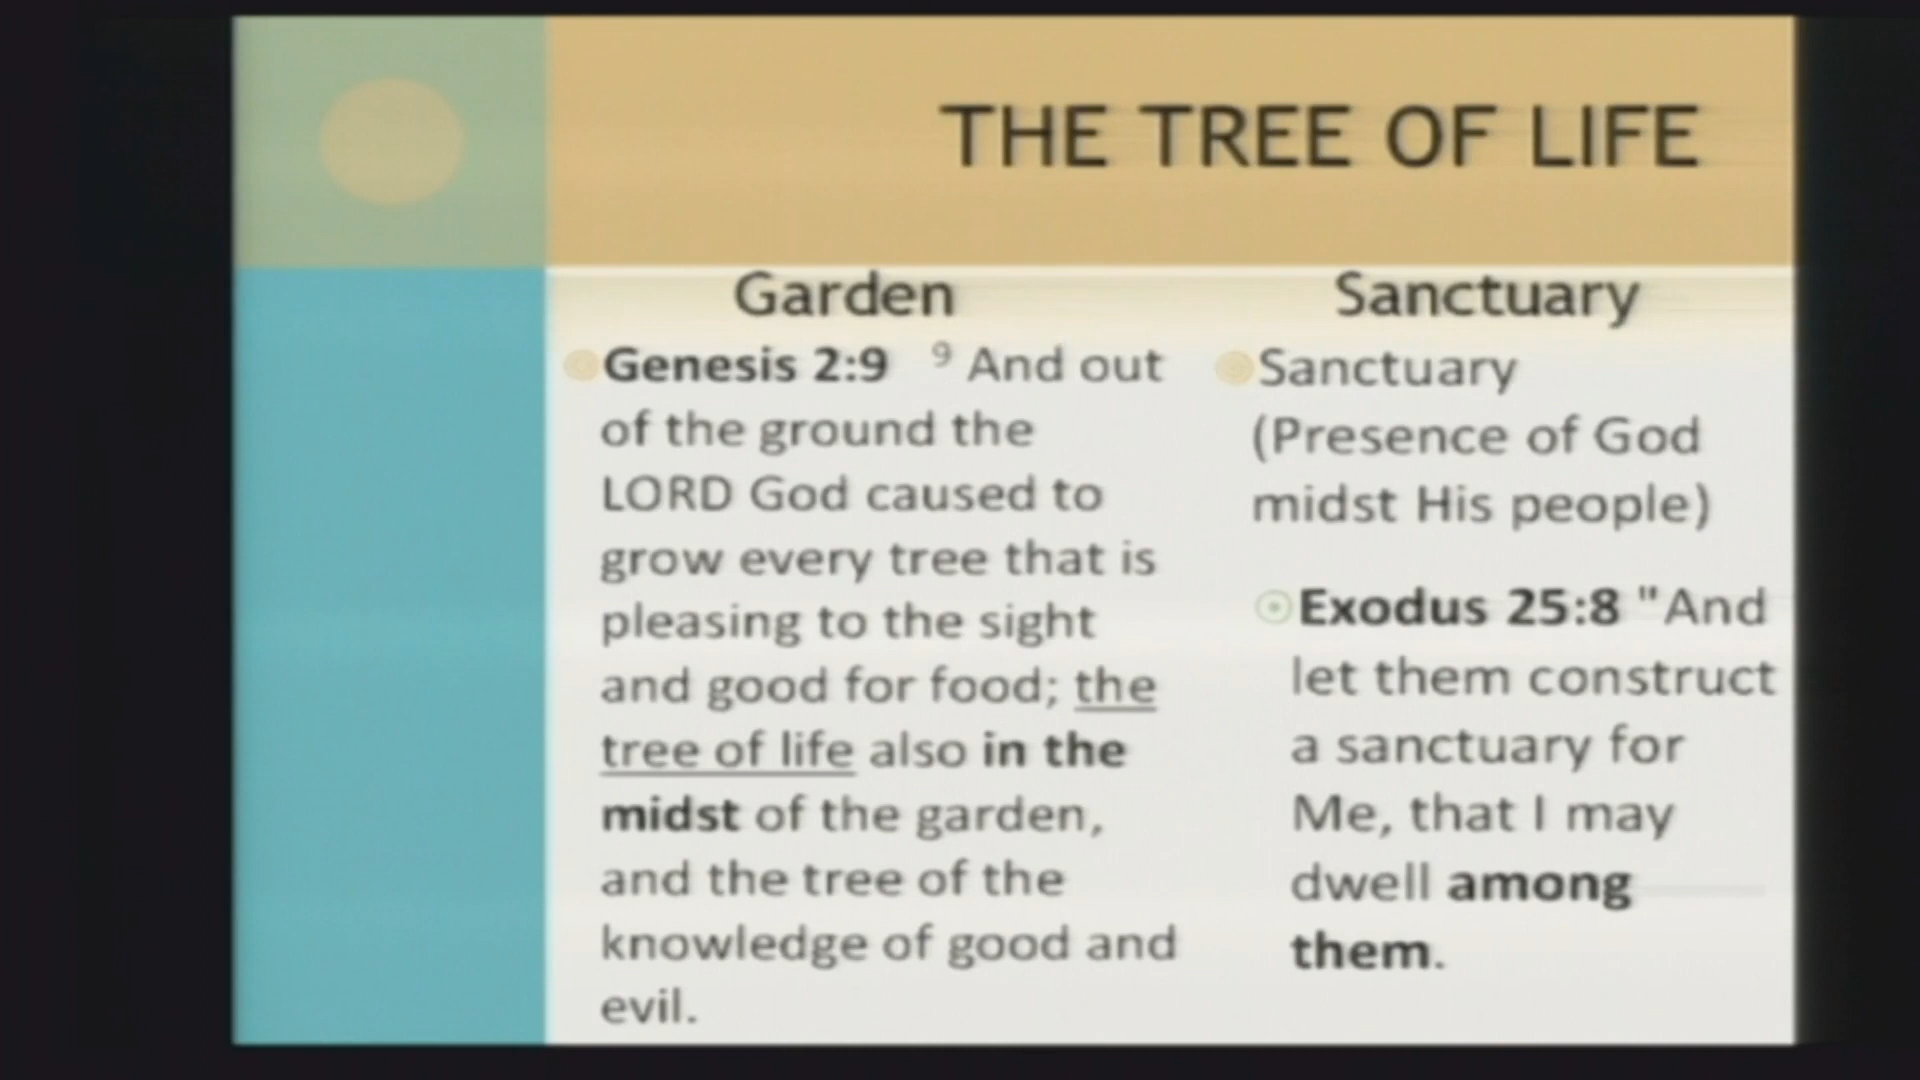 THE TREE OF LIFE
Garden
Genesis 2:9 9 And out
of the ground the
LORD God caused to
grow every tree that is
pleasing to the sight
and good for food; the
tree of life also in the
midst of the garden,
and the tree of the
knowledge of good and
evil.
Sanctuary
Sanctuary
(Presence of God
midst His people)
Exodus 25:8 "And
let them construct
a sanctuary for
Me, that I may
dwell among
them.